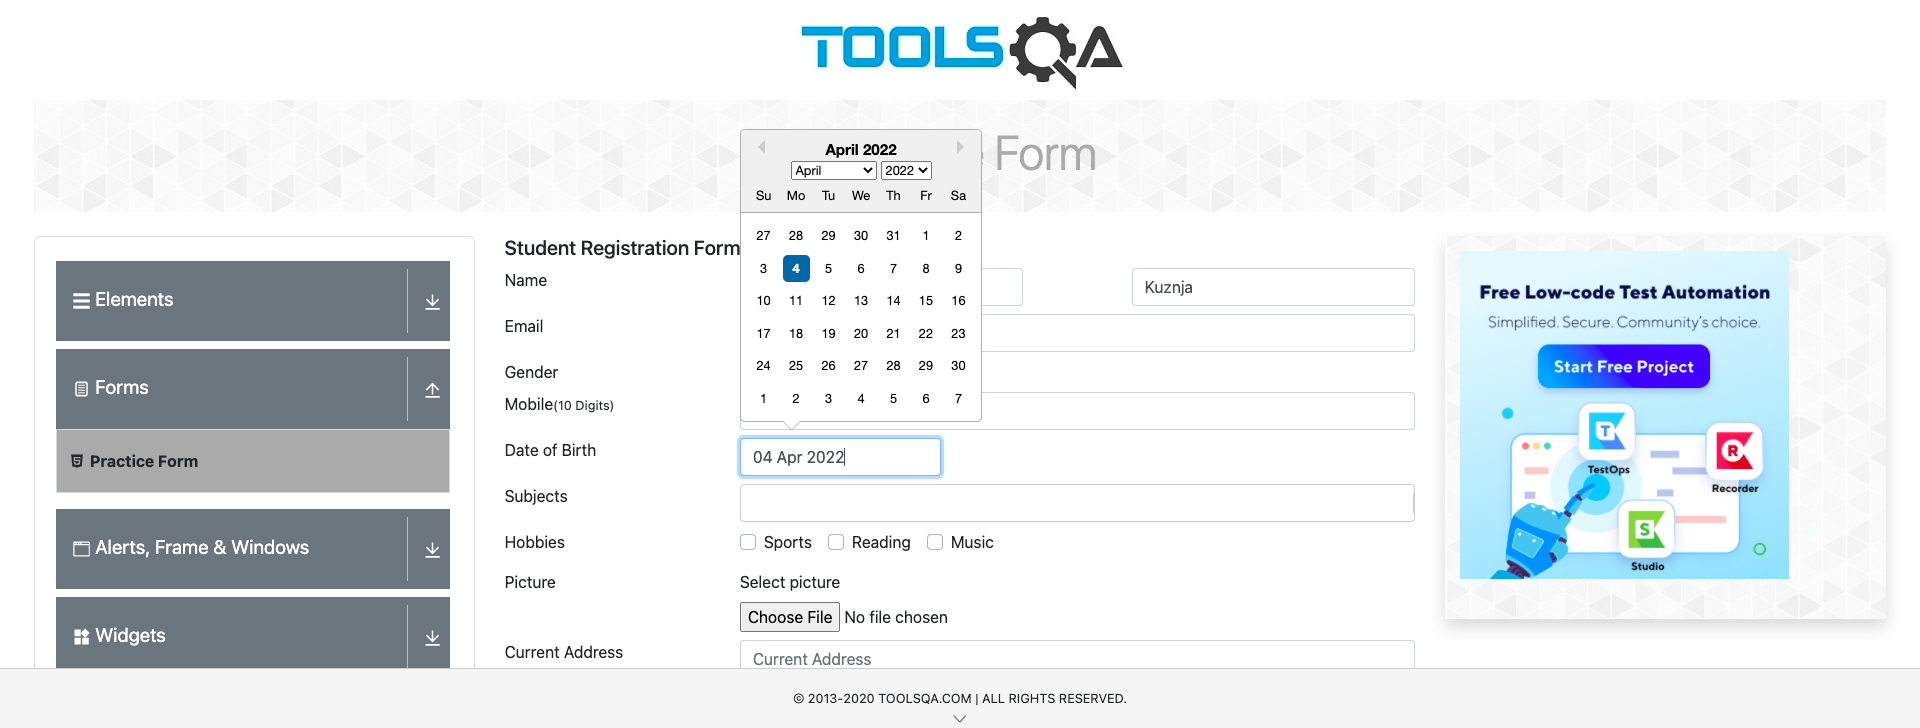 TOOLSQA
Form
April 2022
April 2022
Su Mo Tu We Th Fr Sa
27 28 29 30 31 1 2
3 4 5 6 7 8 9
10 11 12 13 14 15 16
17 18 19 20 21 22 23
24 25 26 27 28 29 30
1 2 3 4 5 6 7
Elements
Forms
Practice Form
Alerts, Frame & Windows
Widgets
Student Registration Form
Name
Kuznja
Email
Gender
Mobile(10 Digits)
Date of Birth
04 Apr 2022
Subjects
Hobbies
Sports Reading Music
Picture
Select picture
Choose File No file chosen
Current Address
Current Address
Free Low-code Test Automation
Simplified. Secure. Community's choice.
Start Free Project
T
TestOps
R
Recorder
S
Studio
© 2013-2020 TOOLSQA.COM | ALL RIGHTS RESERVED.